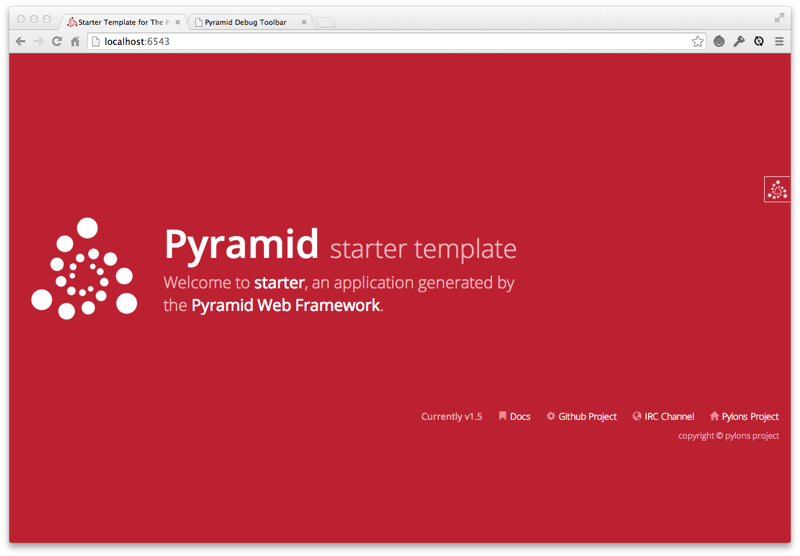 Starter Template for The P
Pyramid Debug Toolbar
localhost:6543
Pyramid starter template
Welcome to starter, an application generated by
the Pyramid Web Framework.
Currently v1.5 Docs Github Project IRC Channel Pylons Project
copyright © pylons project